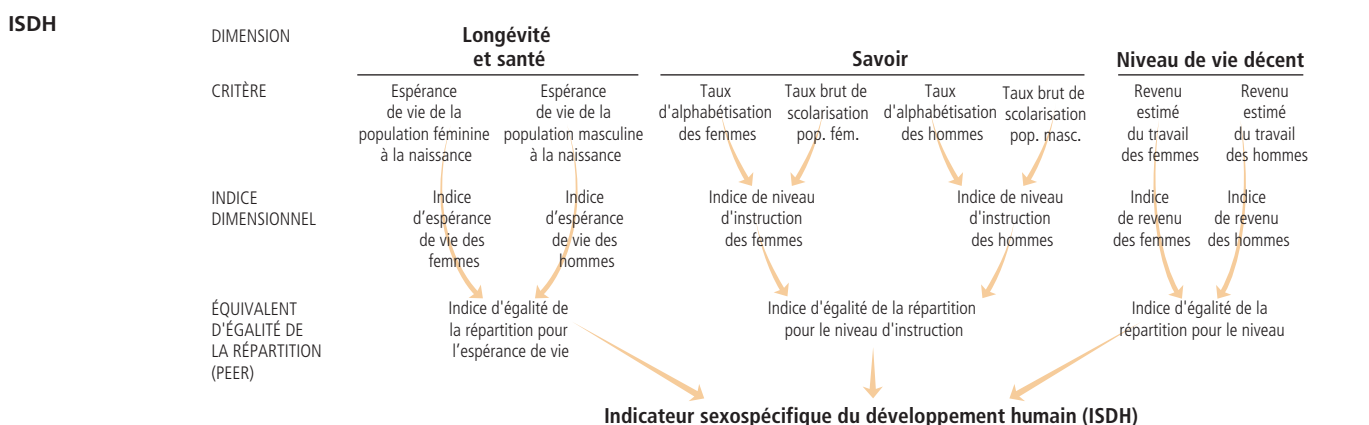 ISDH
DIMENSION
Longévité
et santé
Savoir
Niveau de vie décent
CRITÈRE
Espérance
de vie de la
population féminine
à la naissance
Espérance
de vie de la
population masculine
à la naissance
Taux
d'alphabétisation
des femmes
Taux brut de
scolarisation
pop. fém.
Taux
d'alphabétisation
des hommes
Taux brut de
scolarisation
pop. masc.
Revenu
estimé
du travail
des femmes
Revenu
estimé
du travail
des hommes
INDICE
DIMENSIONNEL
Indice
d'espérance
de vie des
femmes
Indice
d'espérance
de vie des
hommes
Indice de niveau
d'instruction
des femmes
Indice de niveau
d'instruction
des hommes
Indice
de revenu
des femmes
Indice
de revenu
des hommes
ÉQUIVALENT
D'ÉGALITÉ DE
LA RÉPARTITION
(PEER)
Indice d'égalité de
la répartition pour
l'espérance de vie
Indice d'égalité de la répartition
pour le niveau d'instruction
Indice d'égalité de la
répartition pour le niveau
Indicateur sexospécifique du développement humain (ISDH)